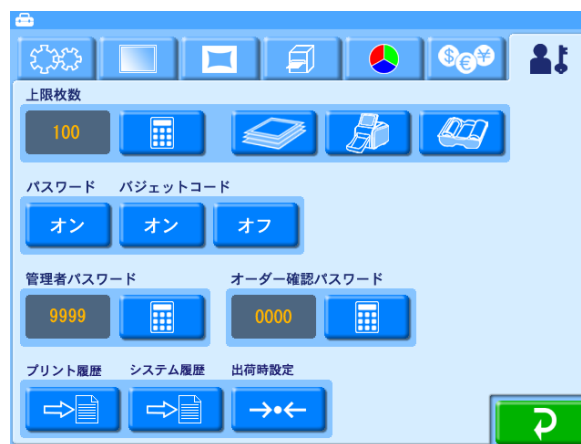 $ € ¥
上限枚数
100
パスワード バジェットコード
オン オン オフ
管理者パスワード オーダー確認パスワード
9999 0000
プリント履歴 システム履歴 出荷時設定